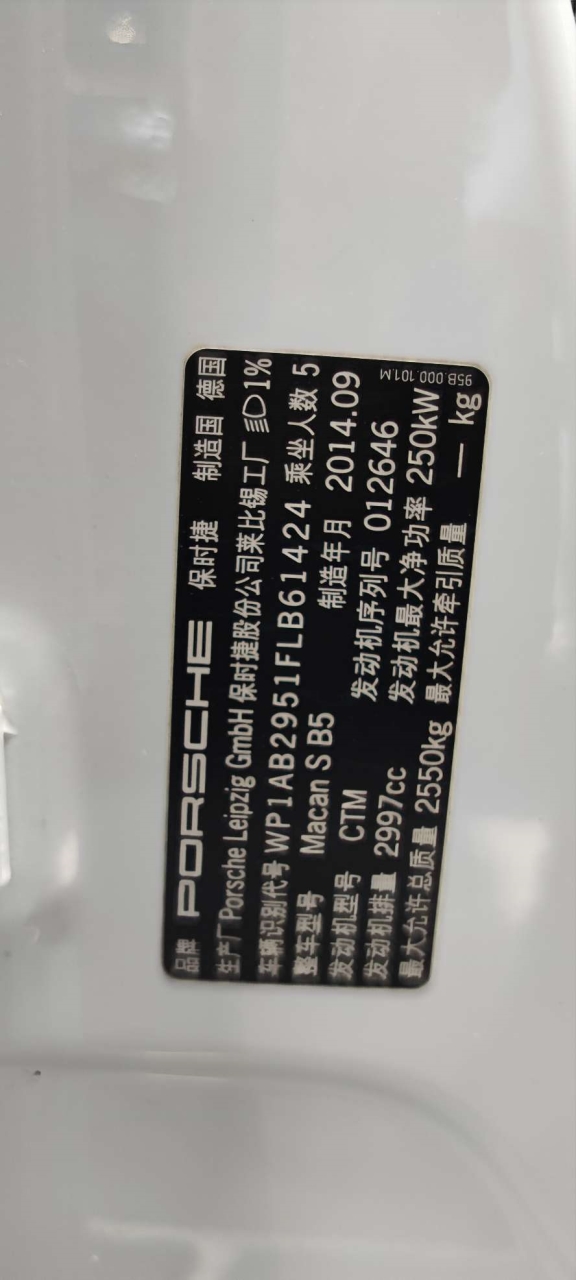 品牌 PORSCHE 保时捷 制造国 德国
生产厂 Porsche Leipzig GmbH 保时捷股份公司莱比锡工厂 1%
车辆识别代号 WP1AB2951FLB61424 乘坐人数 5
整车型号 Macan S B5 制造年月 2014.09
发动机型号 CTM 发动机序列号 012646
发动机排量 2997cc 发动机最大净功率 250kW
最大允许总质量 2550kg 最大允许牵引质量 — kg
95B.000.101.M